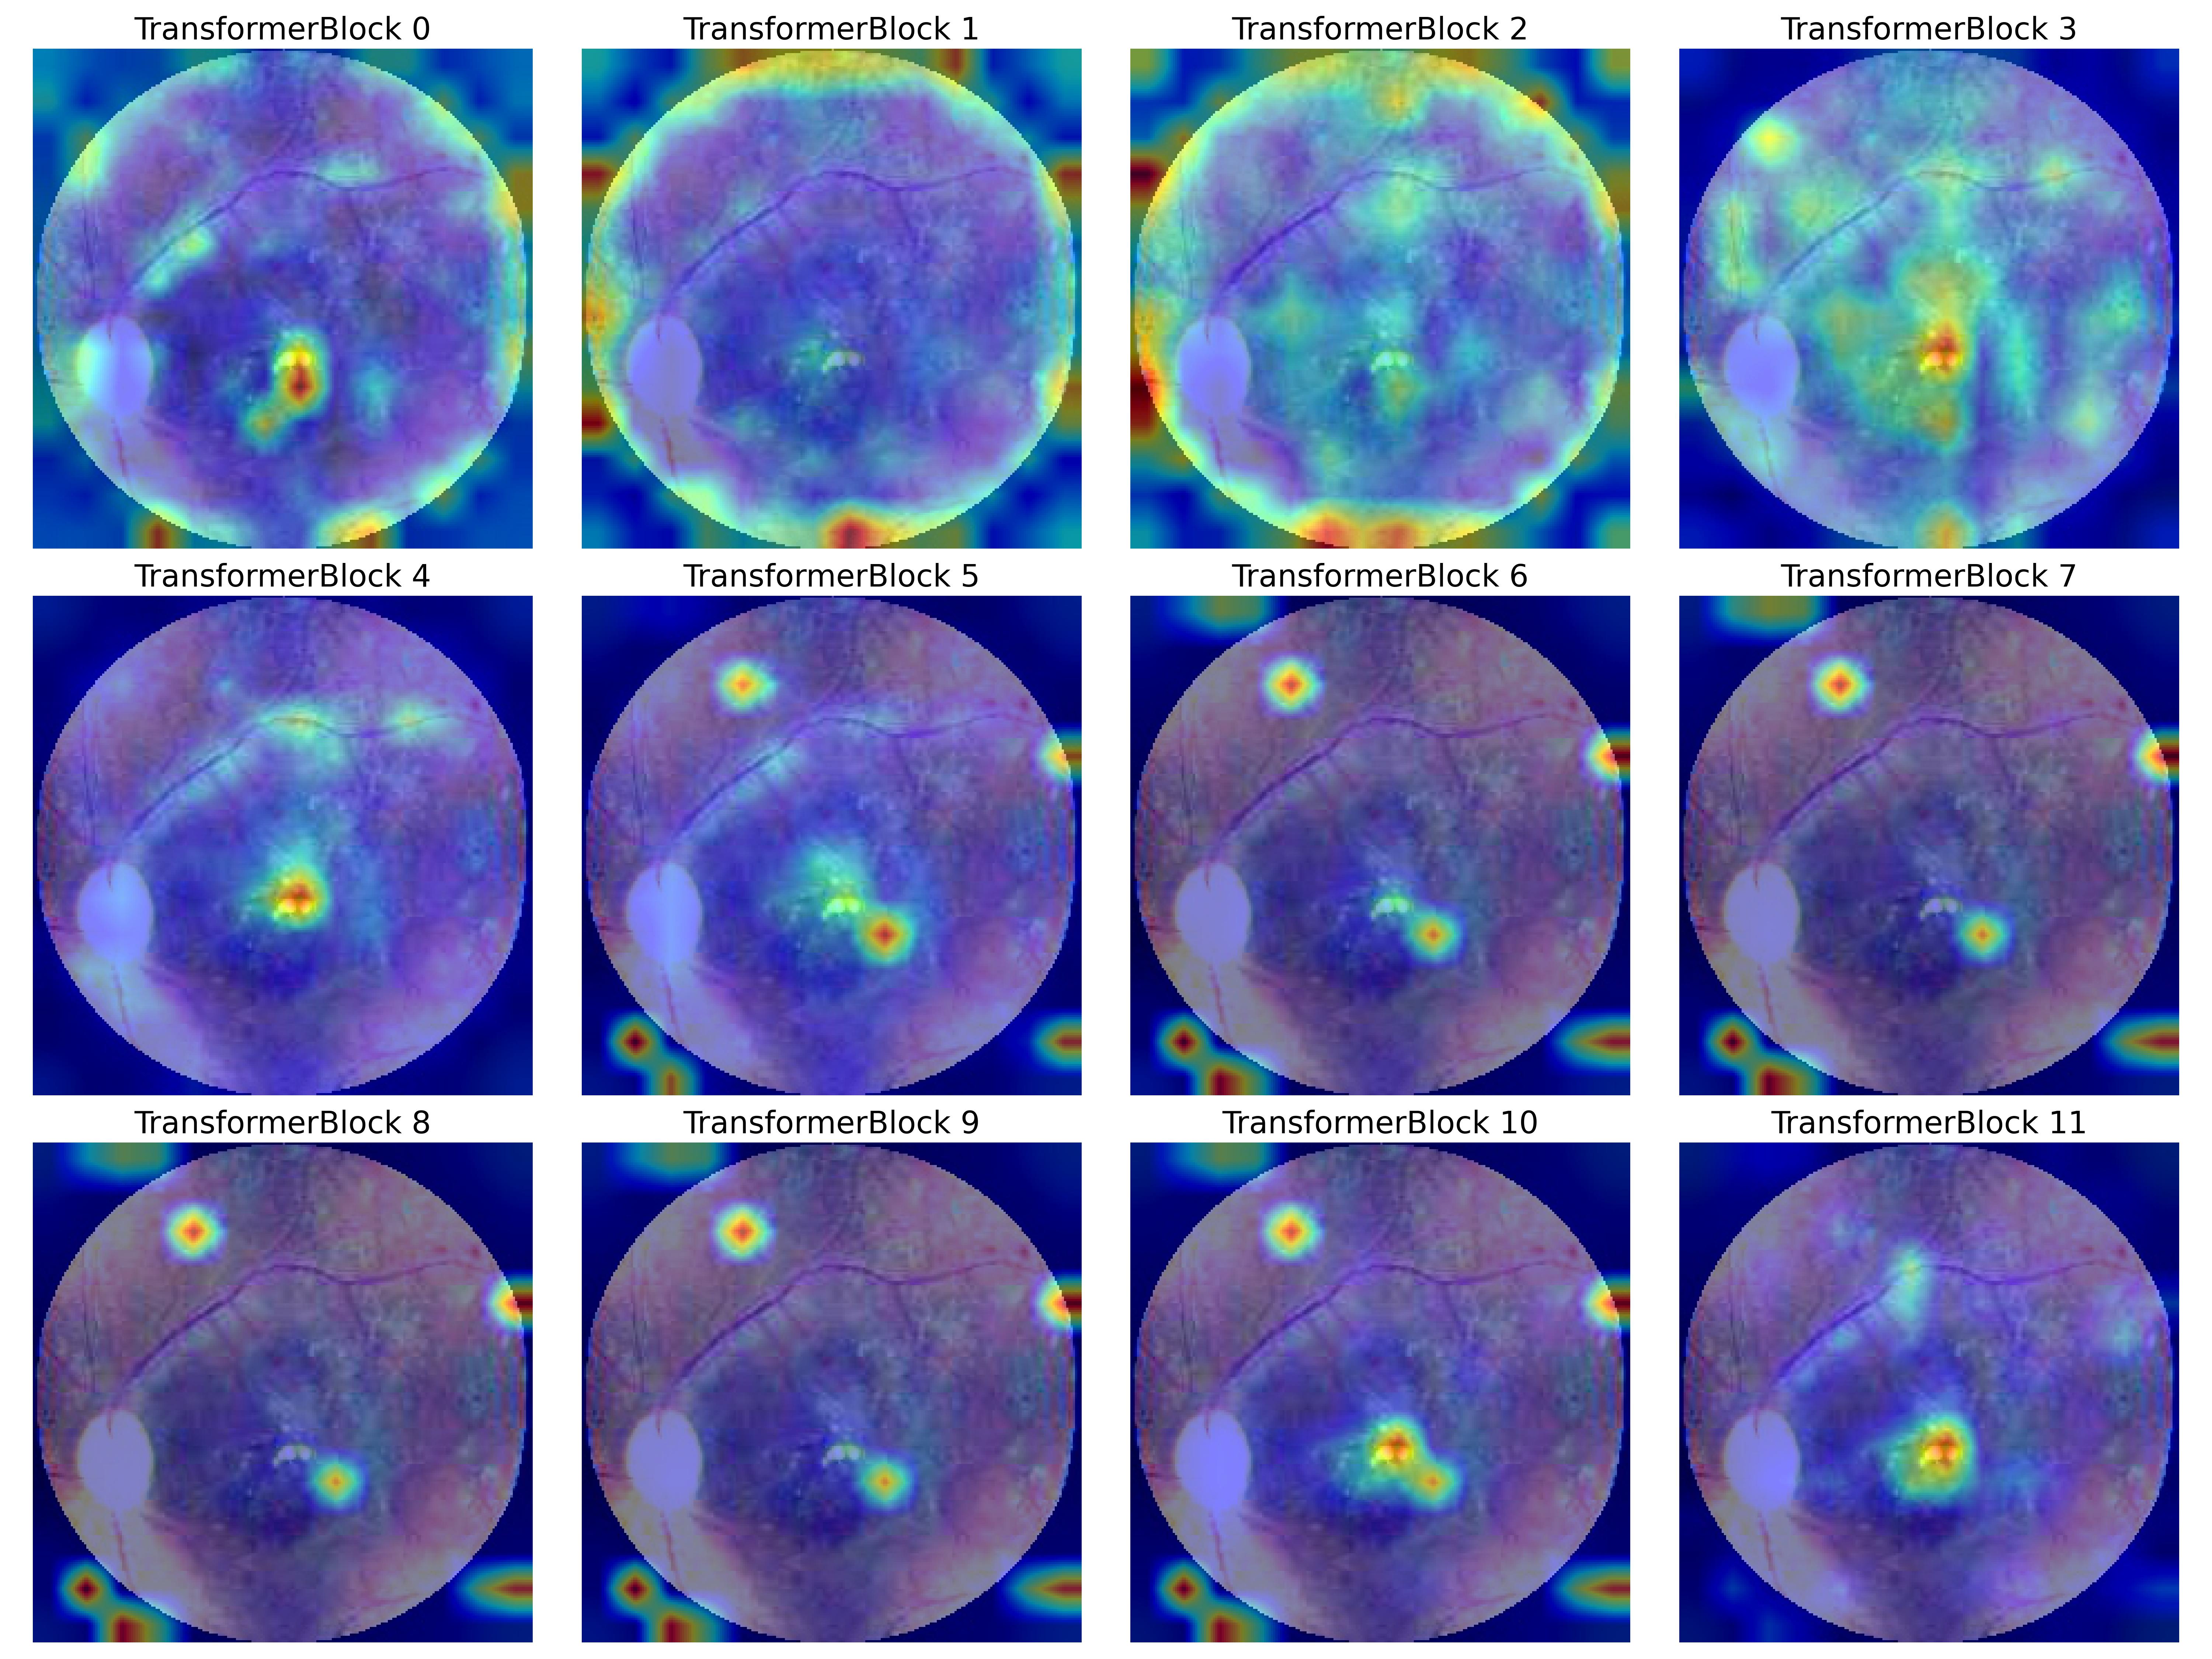 TransformerBlock 0
TransformerBlock 1
TransformerBlock 2
TransformerBlock 3
TransformerBlock 4
TransformerBlock 5
TransformerBlock 6
TransformerBlock 7
TransformerBlock 8
TransformerBlock 9
TransformerBlock 10
TransformerBlock 11